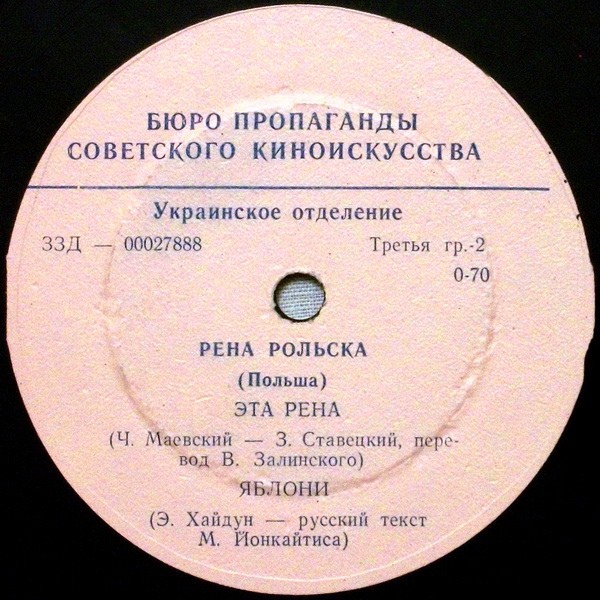 БЮРО ПРОПАГАНДЫ
СОВЕТСКОГО КИНОИСКУССТВА
Украинское отделение
33Д — 00027888 Третья гр.-2
0-70
РЕНА РОЛЬСКА
(Польша)
ЭТА РЕНА
(Ч. Маевский — З. Ставецкий, пере-
вод В. Залинского)
ЯБЛОНИ
(Э. Хайдун — русский текст
М. Йонкайтиса)